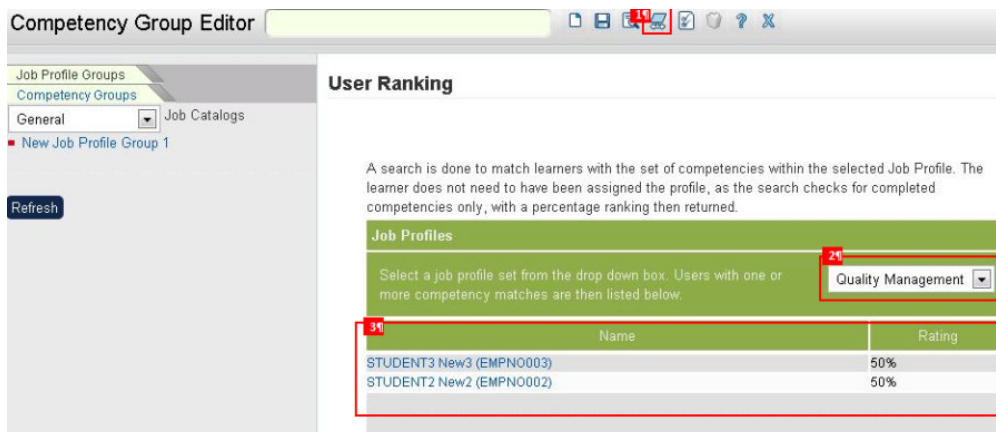 Competency Group Editor
1¶
Job Profile Groups
Competency Groups
General
Job Catalogs
New Job Profile Group 1
Refresh
User Ranking
A search is done to match learners with the set of competencies within the selected Job Profile. The
learner does not need to have been assigned the profile, as the search checks for completed
competencies only, with a percentage ranking then returned.
Job Profiles
2¶
Select a job profile set from the drop down box. Users with one or
more competency matches are then listed below.
Quality Management
3¶
Name Rating
STUDENT3 New3 (EMPNO003) 50%
STUDENT2 New2 (EMPNO002) 50%